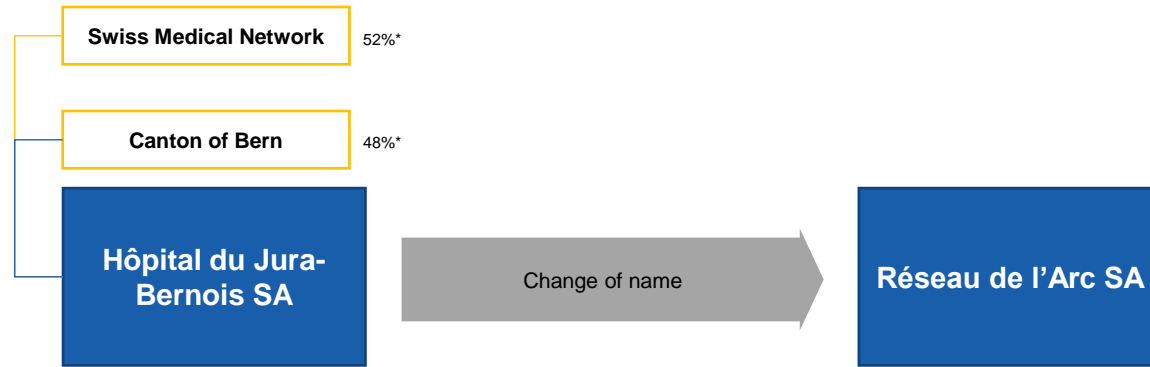 Swiss Medical Network
52%*
Canton of Bern
48%*
Hôpital du Jura-
Bernois SA
Change of name
Réseau de l’Arc SA